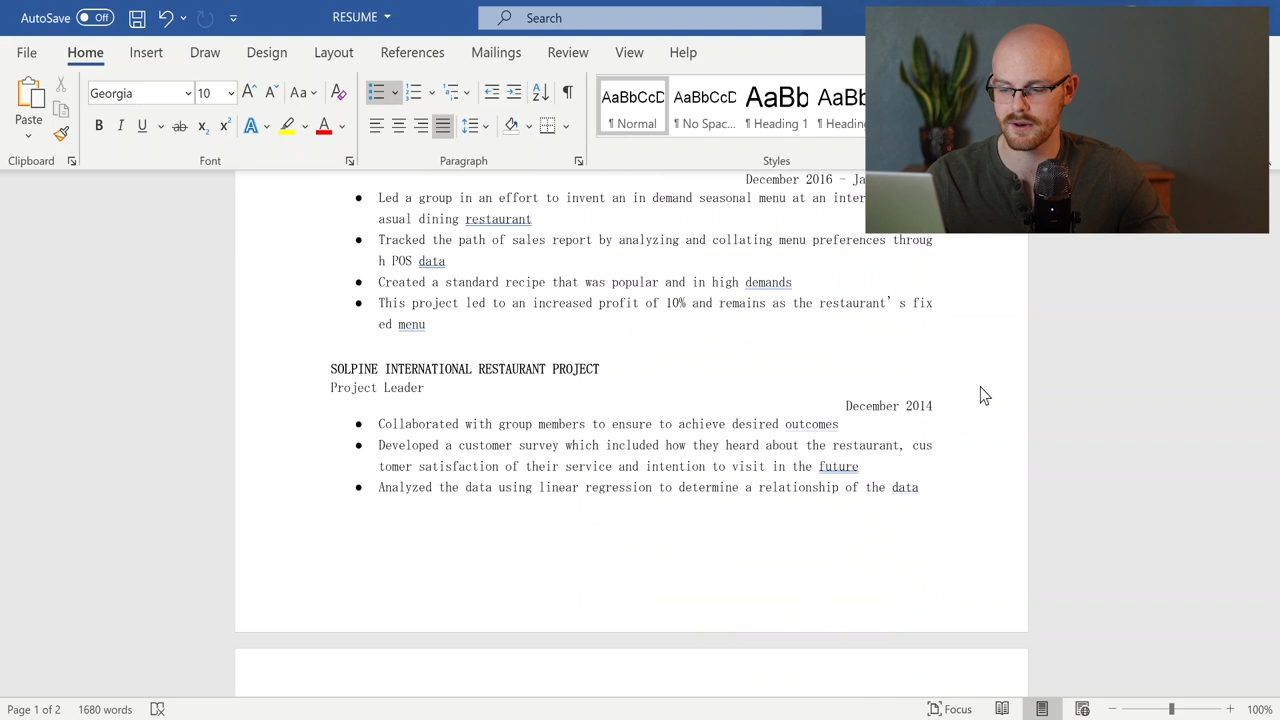 AutoSave Off RESUME Search
File Home Insert Draw Design Layout References Mailings Review View Help
Paste Georgia 10 Aa
B I U ab x₂ x² A A
AaBbCcD AaBbCcD AaBb AaBbC
¶ Normal ¶ No Spac... Heading 1 Heading
Clipboard Font Paragraph Styles
December 2016 – Ja
● Led a group in an effort to invent an in demand seasonal menu at an inter
asual dining restaurant
● Tracked the path of sales report by analyzing and collating menu preferences throug
h POS data
● Created a standard recipe that was popular and in high demands
● This project led to an increased profit of 10% and remains as the restaurant's fix
ed menu
SOLPINE INTERNATIONAL RESTAURANT PROJECT
Project Leader
December 2014
● Collaborated with group members to ensure to achieve desired outcomes
● Developed a customer survey which included how they heard about the restaurant, cus
tomer satisfaction of their service and intention to visit in the future
● Analyzed the data using linear regression to determine a relationship of the data
Page 1 of 2 1680 words Focus 100%